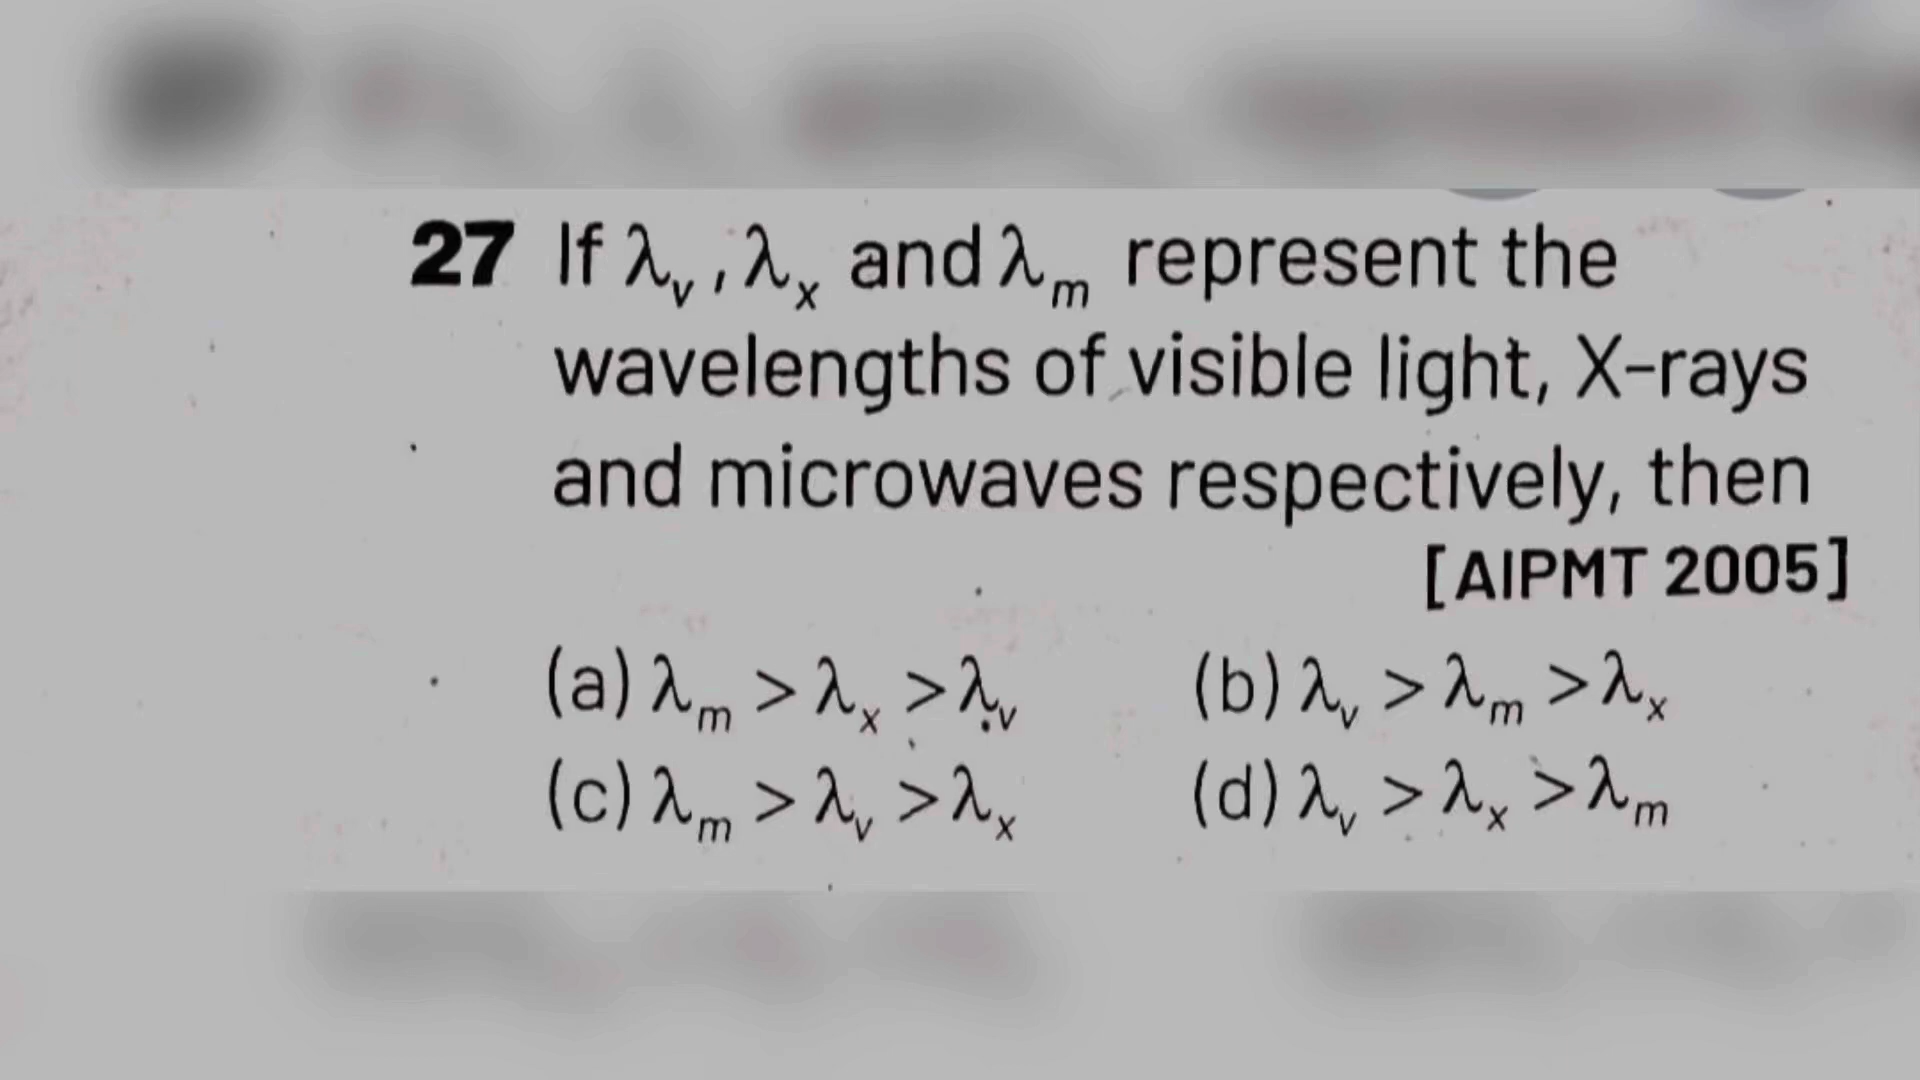 27 If λᵥ, λₓ and λₘ represent the
wavelengths of visible light, X-rays
and microwaves respectively, then
[AIPMT 2005]
(a) λₘ > λₓ > λᵥ (b) λᵥ > λₘ > λₓ
(c) λₘ > λᵥ > λₓ (d) λᵥ > λₓ > λₘ